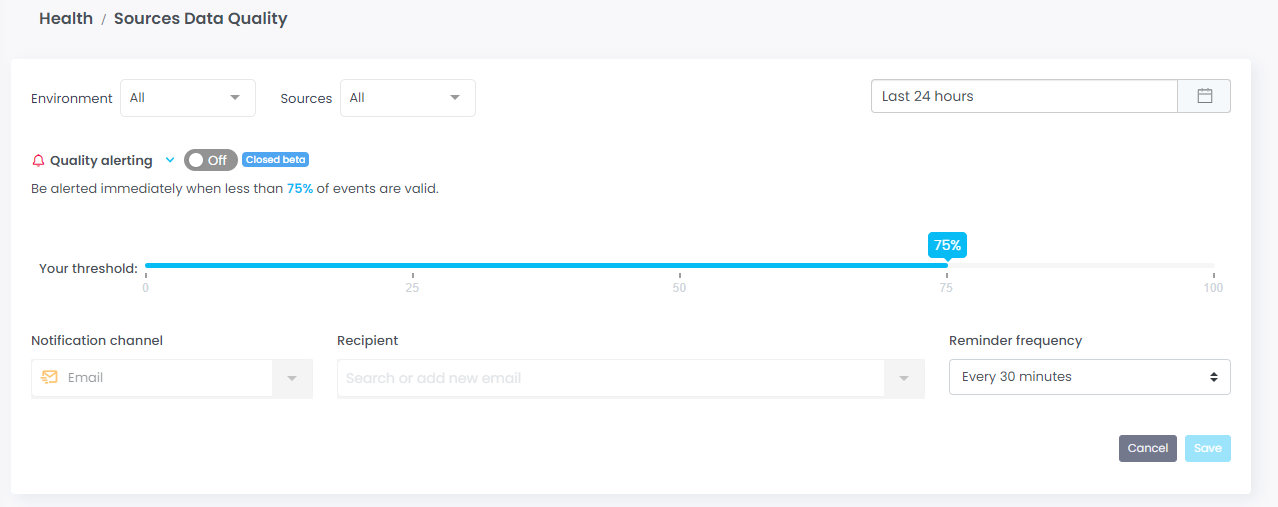 Health / Sources Data Quality
Environment All Sources All Last 24 hours
Quality alerting Off Closed beta
Be alerted immediately when less than 75% of events are valid.
75%
Your threshold:
0 25 50 75 100
Notification channel Recipient Reminder frequency
Email Search or add new email Every 30 minutes
Cancel Save